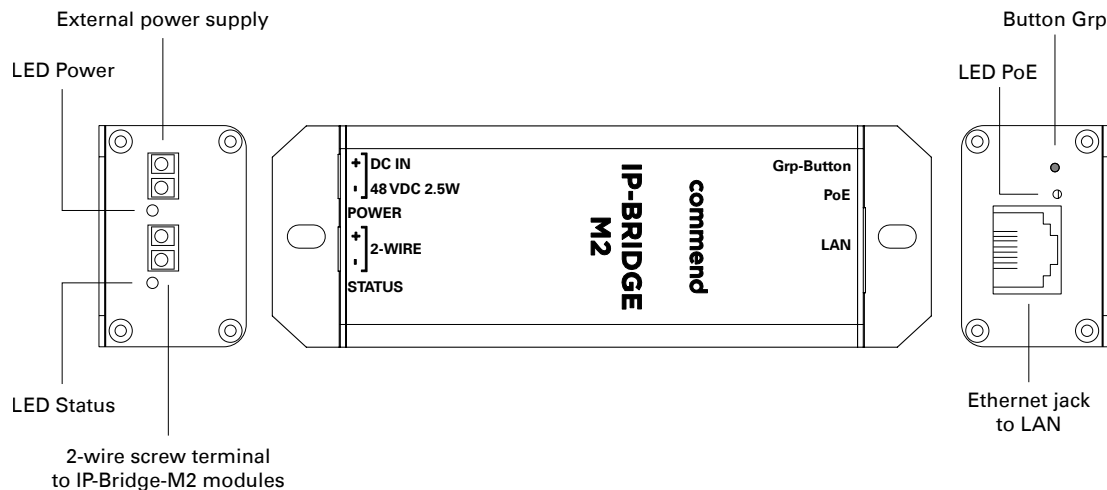 External power supply
LED Power
+ DC IN
- 48 VDC 2.5W
POWER
+
2-WIRE
-
STATUS
LED Status
2-wire screw terminal
to IP-Bridge-M2 modules
IP-BRIDGE
M2
commend
Grp-Button
PoE
LAN
Button Grp
LED PoE
Ethernet jack
to LAN